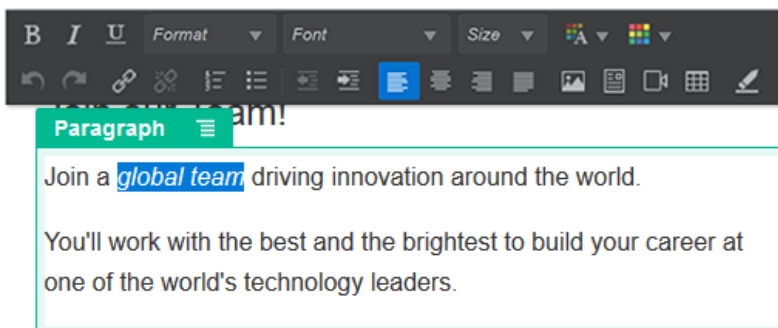 B I U Format Font Size A
am!
Paragraph
Join a global team driving innovation around the world.
You'll work with the best and the brightest to build your career at
one of the world's technology leaders.